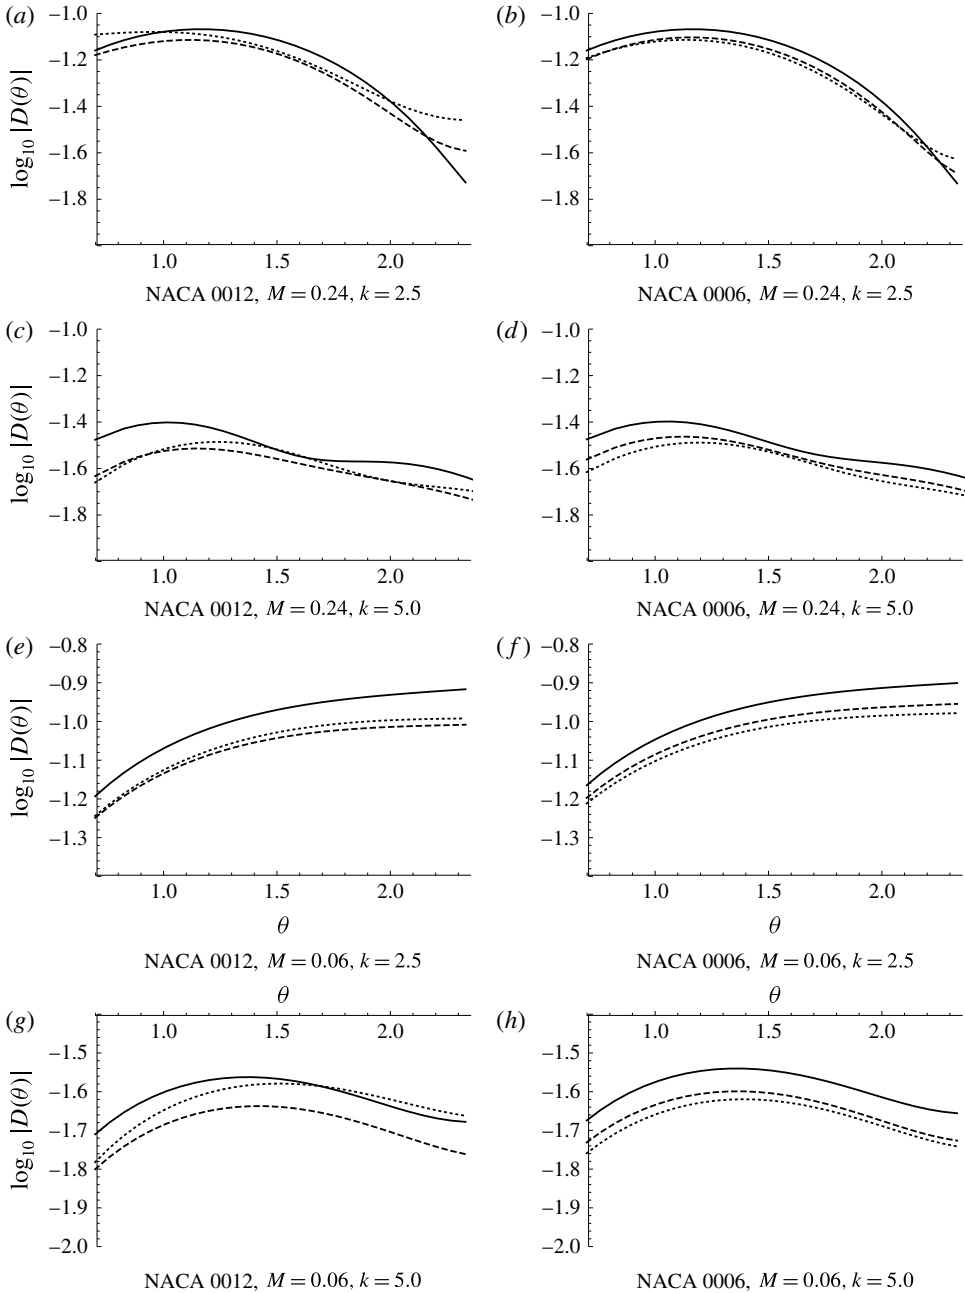 (a)
(b)
log10 |D(θ)|
–1.0
–1.2
–1.4
–1.6
–1.8
1.0 1.5 2.0
NACA 0012, M = 0.24, k = 2.5
–1.0
–1.2
–1.4
–1.6
–1.8
1.0 1.5 2.0
NACA 0006, M = 0.24, k = 2.5
(c)
(d)
log10 |D(θ)|
–1.0
–1.2
–1.4
–1.6
–1.8
NACA 0012, M = 0.24, k = 5.0
1.0 1.5 2.0
–1.0
–1.2
–1.4
–1.6
–1.8
1.0 1.5 2.0
NACA 0006, M = 0.24, k = 5.0
(e)
(f)
log10 |D(θ)|
–0.8
–0.9
–1.0
–1.1
–1.2
–1.3
1.0 1.5 2.0
θ
NACA 0012, M = 0.06, k = 2.5
–0.8
–0.9
–1.0
–1.1
–1.2
–1.3
1.0 1.5 2.0
θ
NACA 0006, M = 0.06, k = 2.5
(g)
(h)
θ
1.0 1.5 2.0
log10 |D(θ)|
–1.5
–1.6
–1.7
–1.8
–1.9
–2.0
NACA 0012, M = 0.06, k = 5.0
θ
1.0 1.5 2.0
–1.5
–1.6
–1.7
–1.8
–1.9
–2.0
NACA 0006, M = 0.06, k = 5.0